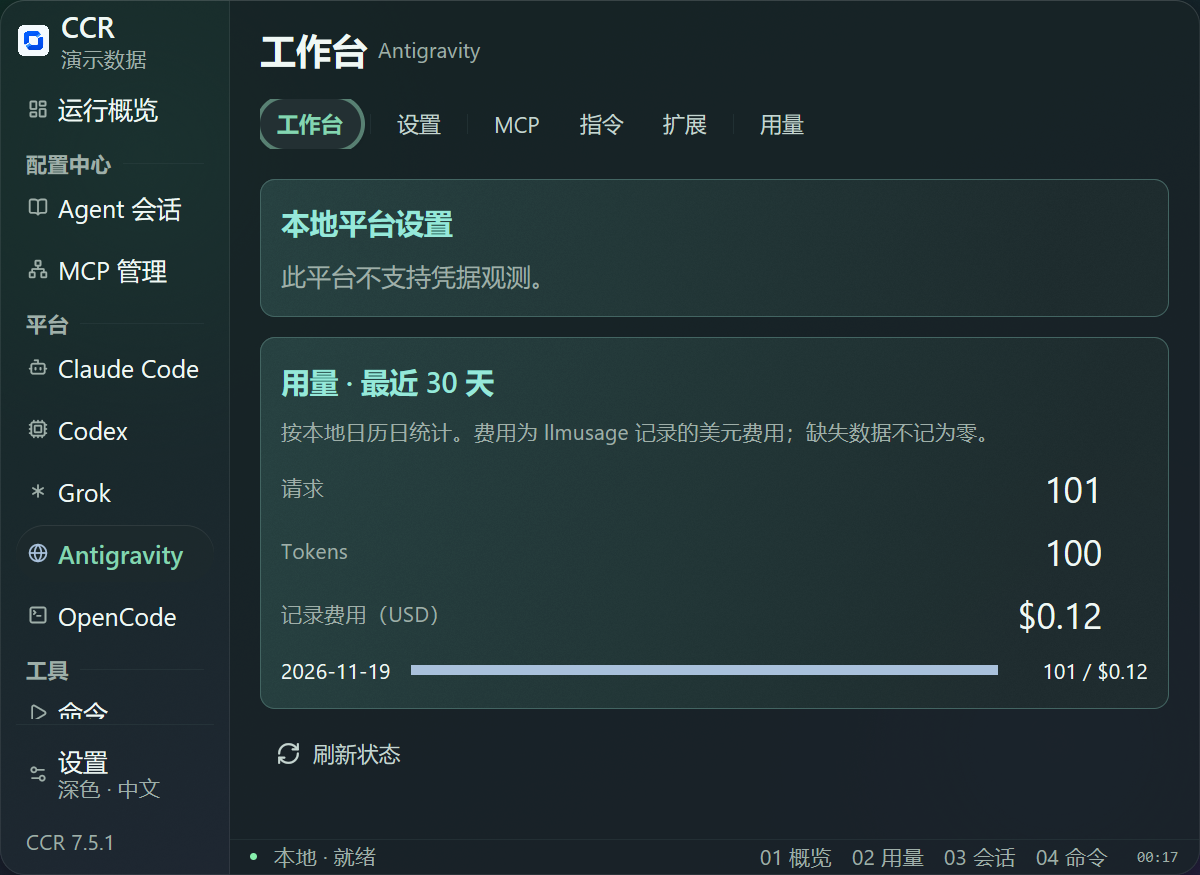 CCR
演示数据
运行概览
配置中心
Agent 会话
MCP 管理
平台
Claude Code
Codex
Grok
Antigravity
OpenCode
工具
命令
设置
深色 · 中文
CCR 7.5.1
工作台 Antigravity
工作台 设置 MCP 指令 扩展 用量
本地平台设置
此平台不支持凭据观测。
用量 · 最近 30 天
按本地日历日统计。费用为 llmusage 记录的美元费用；缺失数据不记为零。
请求 101
Tokens 100
记录费用（USD） $0.12
2026-11-19 101 / $0.12
刷新状态
本地 · 就绪 01 概览 02 用量 03 会话 04 命令 00:17